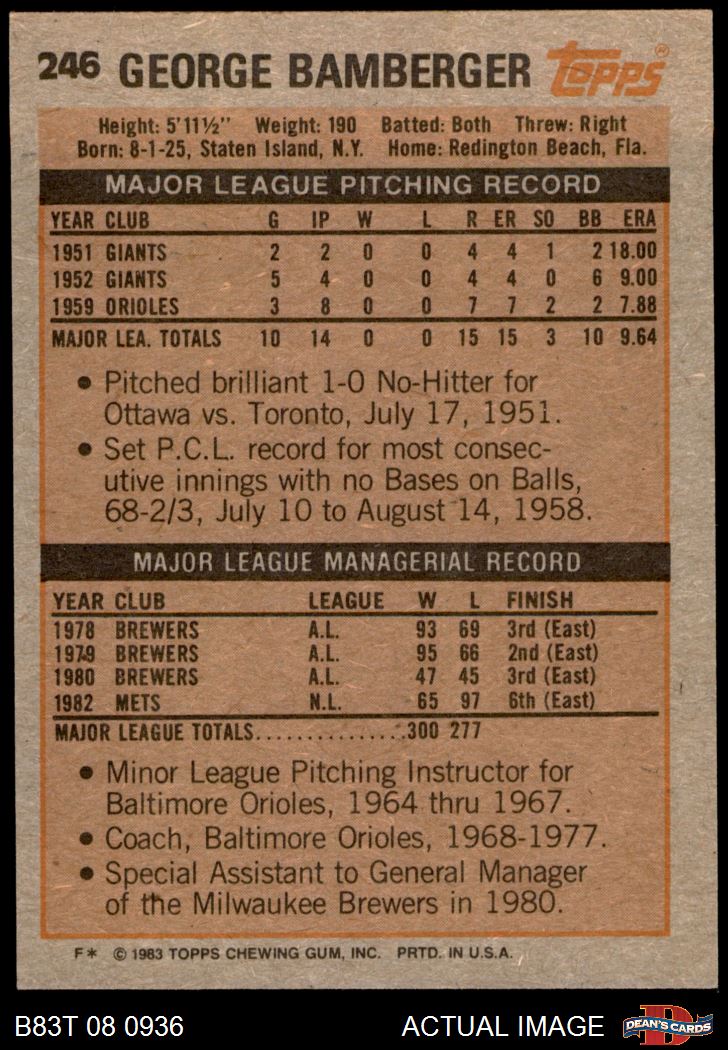 246 GEORGE BAMBERGER topps®
Height: 5'11½" Weight: 190 Batted: Both Threw: Right
Born: 8-1-25, Staten Island, N.Y. Home: Redington Beach, Fla.
MAJOR LEAGUE PITCHING RECORD
YEAR CLUB G IP W L R ER SO BB ERA
1951 GIANTS 2 2 0 0 4 4 1 2 18.00
1952 GIANTS 5 4 0 0 4 4 0 6 9.00
1959 ORIOLES 3 8 0 0 7 7 2 2 7.88
MAJOR LEA. TOTALS 10 14 0 0 15 15 3 10 9.64
• Pitched brilliant 1-0 No-Hitter for
Ottawa vs. Toronto, July 17, 1951.
• Set P.C.L. record for most consec-
utive innings with no Bases on Balls,
68-2/3, July 10 to August 14, 1958.
MAJOR LEAGUE MANAGERIAL RECORD
YEAR CLUB LEAGUE W L FINISH
1978 BREWERS A.L. 93 69 3rd (East)
1979 BREWERS A.L. 95 66 2nd (East)
1980 BREWERS A.L. 47 45 3rd (East)
1982 METS N.L. 65 97 6th (East)
MAJOR LEAGUE TOTALS...............300 277
• Minor League Pitching Instructor for
Baltimore Orioles, 1964 thru 1967.
• Coach, Baltimore Orioles, 1968-1977.
• Special Assistant to General Manager
of the Milwaukee Brewers in 1980.
F* © 1983 TOPPS CHEWING GUM, INC. PRTD. IN U.S.A.
B83T 08 0936 ACTUAL IMAGE D DEAN'S CARDS